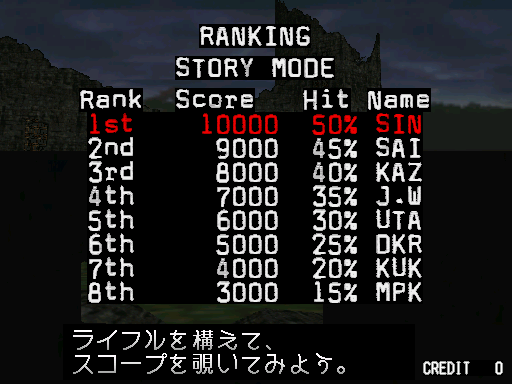 RANKING
STORY MODE
Rank Score Hit Name
1st 10000 50% SIN
2nd 9000 45% SAI
3rd 8000 40% KAZ
4th 7000 35% J.W
5th 6000 30% UTA
6th 5000 25% DKR
7th 4000 20% KUK
8th 3000 15% MPK
ライフルを構えて、
スコープを覗いてみよう。
CREDIT 0